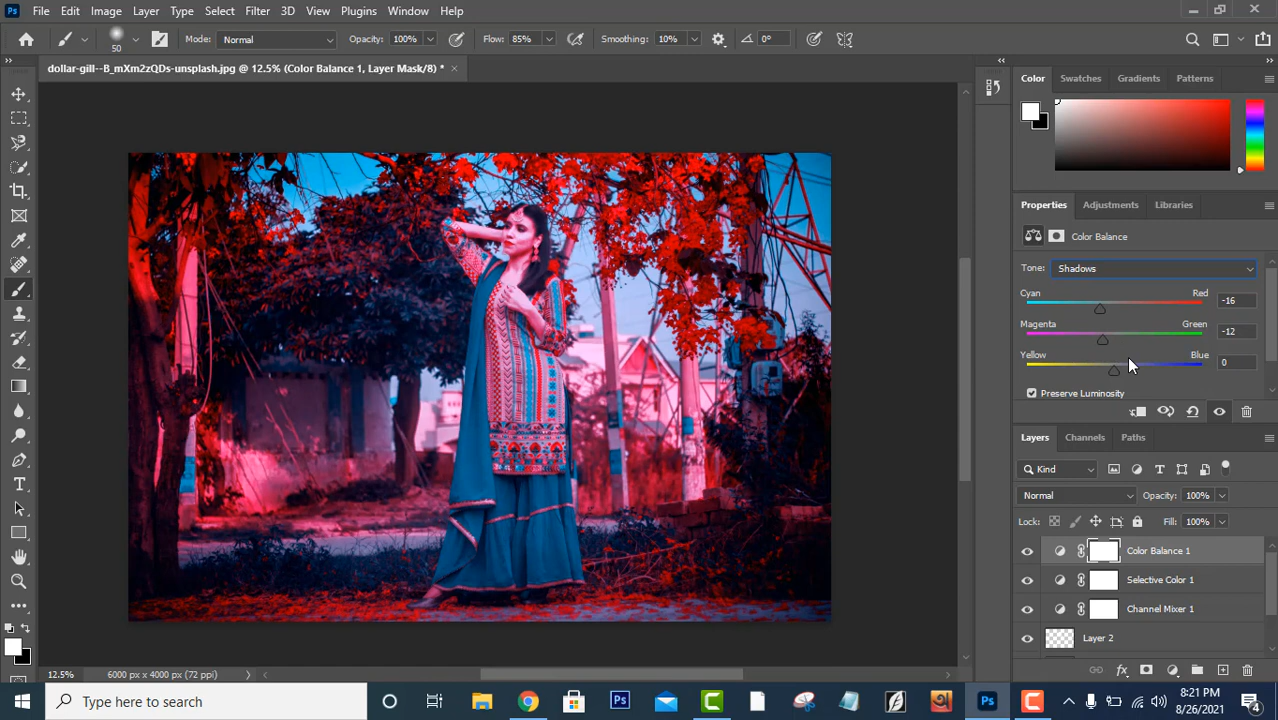 Ps File Edit Image Layer Type Select Filter 3D View Plugins Window Help
50 Mode: Normal Opacity: 100% Flow: 85% Smoothing: 10% 0°
dollar-gill--B_mXm2zQDs-unsplash.jpg @ 12.5% (Color Balance 1, Layer Mask/8) *
Color Swatches Gradients Patterns
Properties Adjustments Libraries
Color Balance
Tone: Shadows
Cyan Red -16
Magenta Green -12
Yellow Blue 0
Preserve Luminosity
Layers Channels Paths
Kind
Normal Opacity: 100%
Lock: Fill: 100%
Color Balance 1
Selective Color 1
Channel Mixer 1
Layer 2
12.5% 6000 px x 4000 px (72 ppi)
Type here to search
Ps Ps
8:21 PM
8/26/2021
4